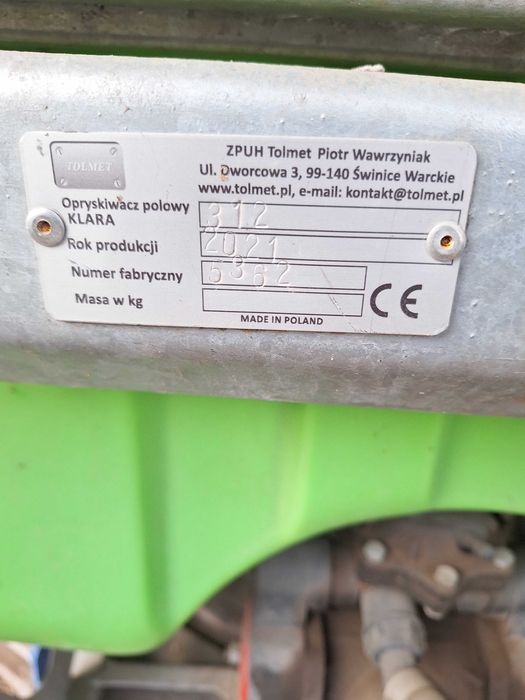 TOLMET
ZPUH Tolmet Piotr Wawrzyniak
Ul. Dworcowa 3, 99-140 Świnice Warckie
www.tolmet.pl, e-mail: kontakt@tolmet.pl
Opryskiwacz polowy
KLARA 312
Rok produkcji 2021
Numer fabryczny 5362
Masa w kg
CE
MADE IN POLAND